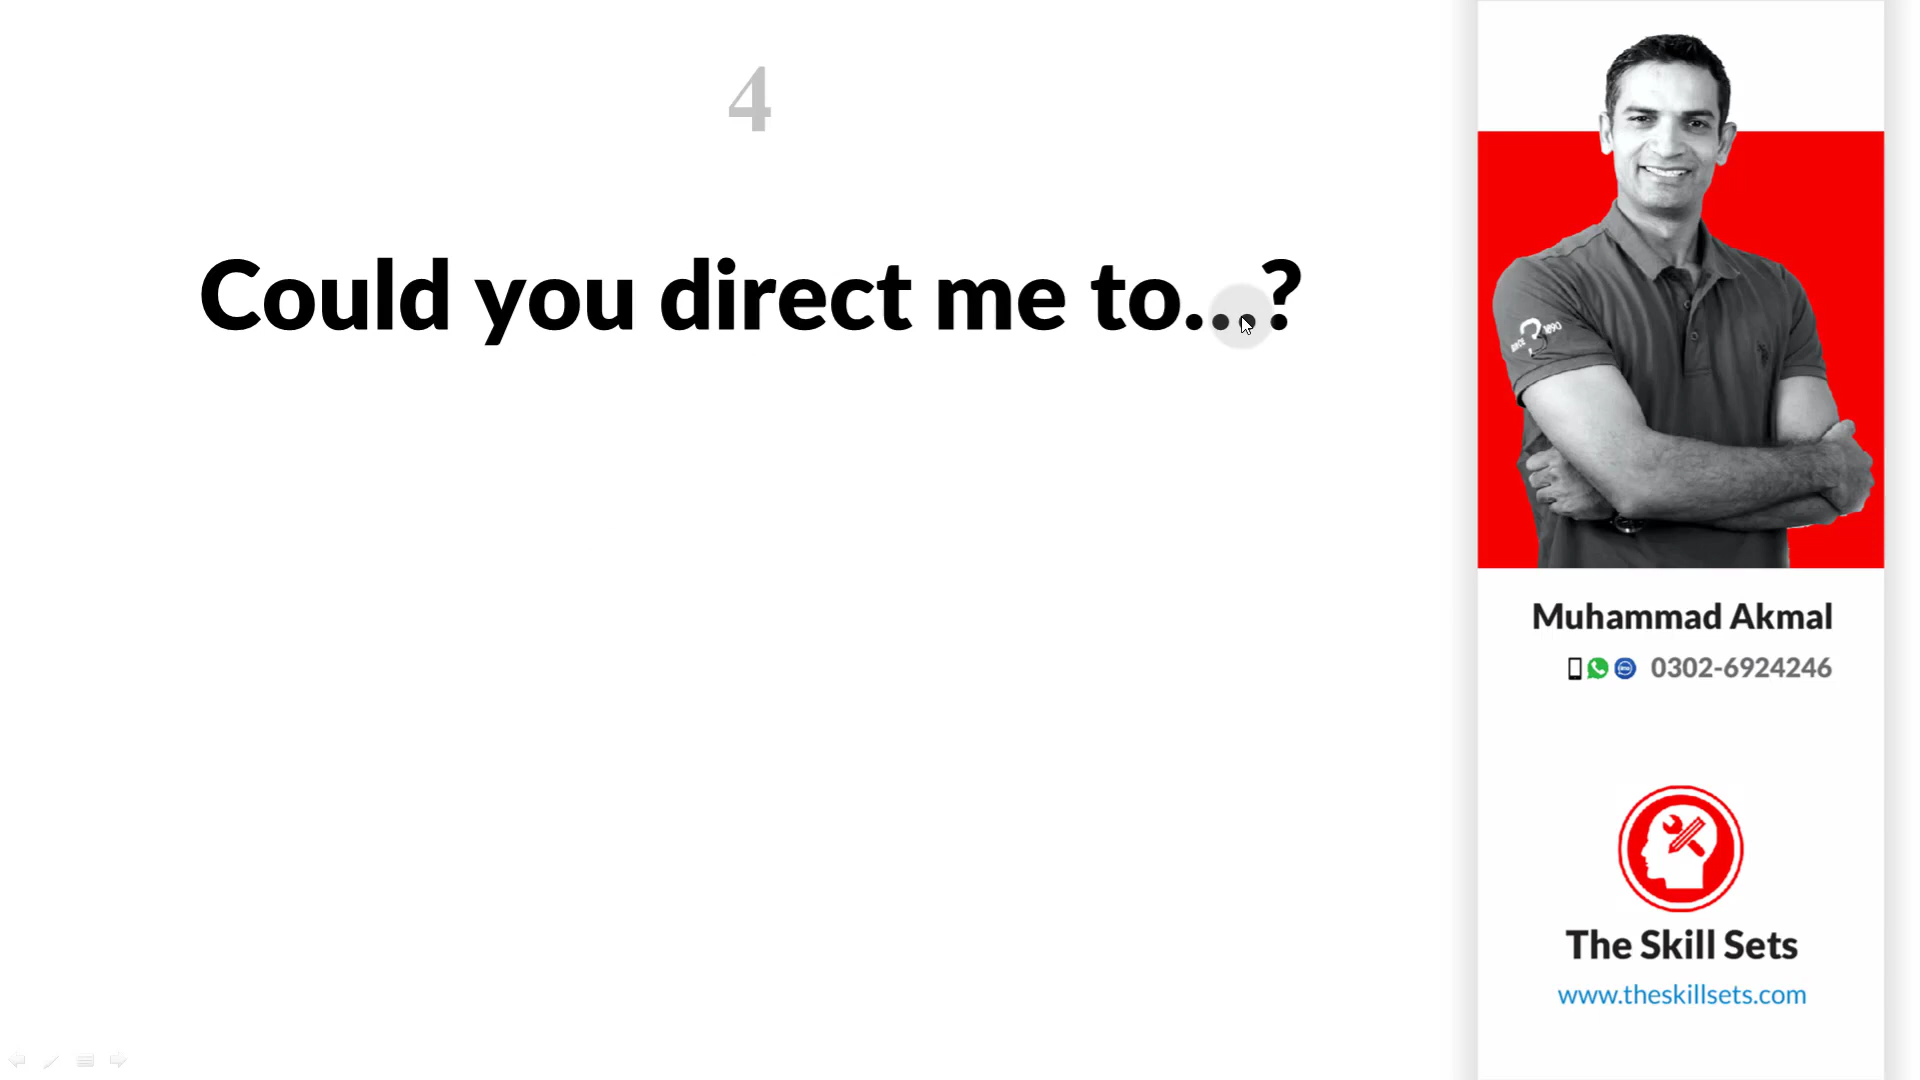 4
Could you direct me to...?
Muhammad Akmal
0302-6924246
The Skill Sets
www.theskillsets.com